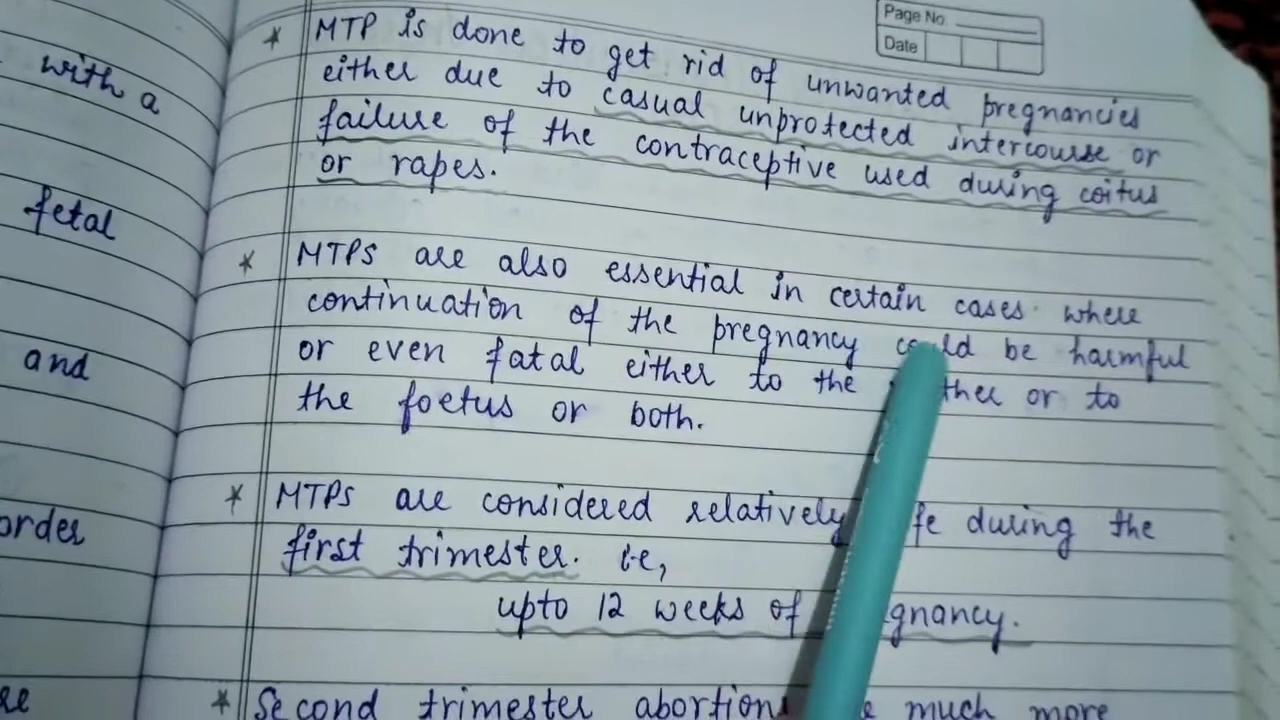 Page No.
Date
with a
fetal
and
order
* MTP is done to get rid of unwanted pregnancies
either due to casual unprotected intercourse or
failure of the contraceptive used during coitus
or rapes.
* MTPS are also essential in certain cases where
continuation of the pregnancy could be harmful
or even fatal either to the or to
the foetus or both.
* MTPS are considered relatively during the
first trimester. i.e,
upto 12 weeks of
* Second trimester abortions much more